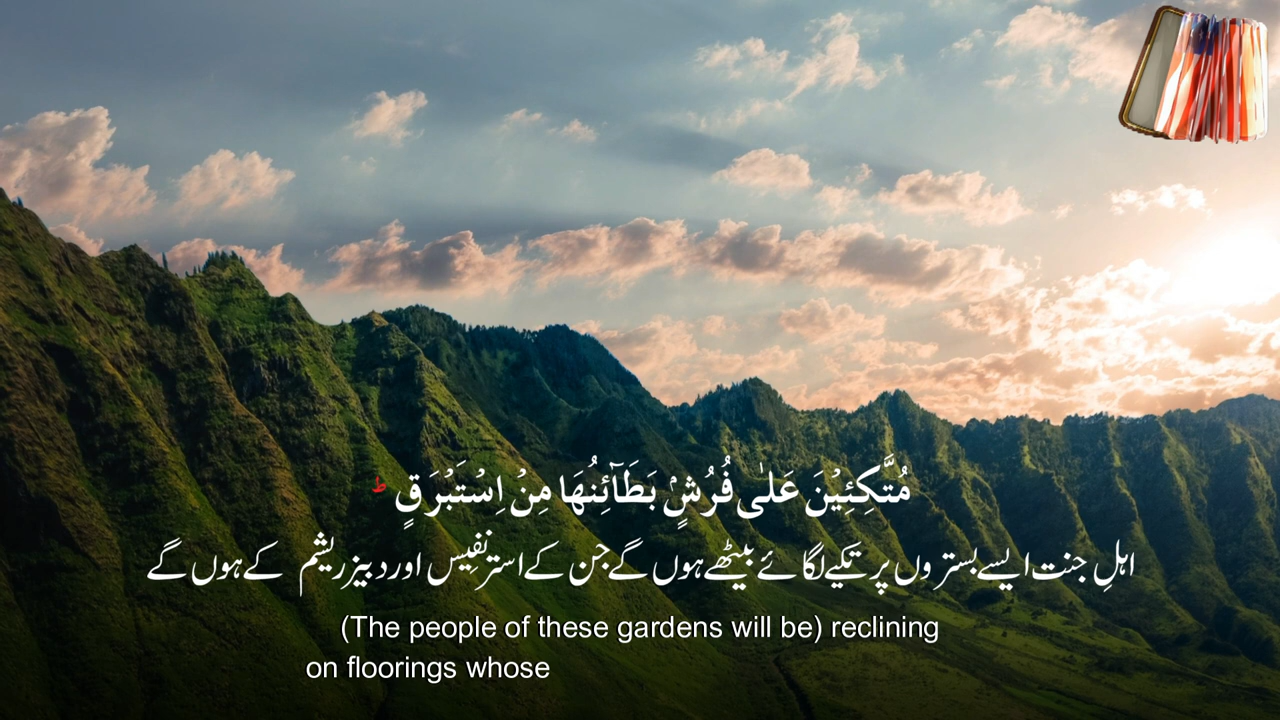 مُتَّكِئِيْنَ عَلٰى فُرُشٍۭ بَطَآئِنُهَا مِنْ اِسْتَبْرَقٍ ؕ
اہلِ جنت ایسے بستروں پر تکیے لگائے بیٹھے ہوں گے جن کے استر نفیس اور دبیز ریشم کے ہوں گے
(The people of these gardens will be) reclining
on floorings whose